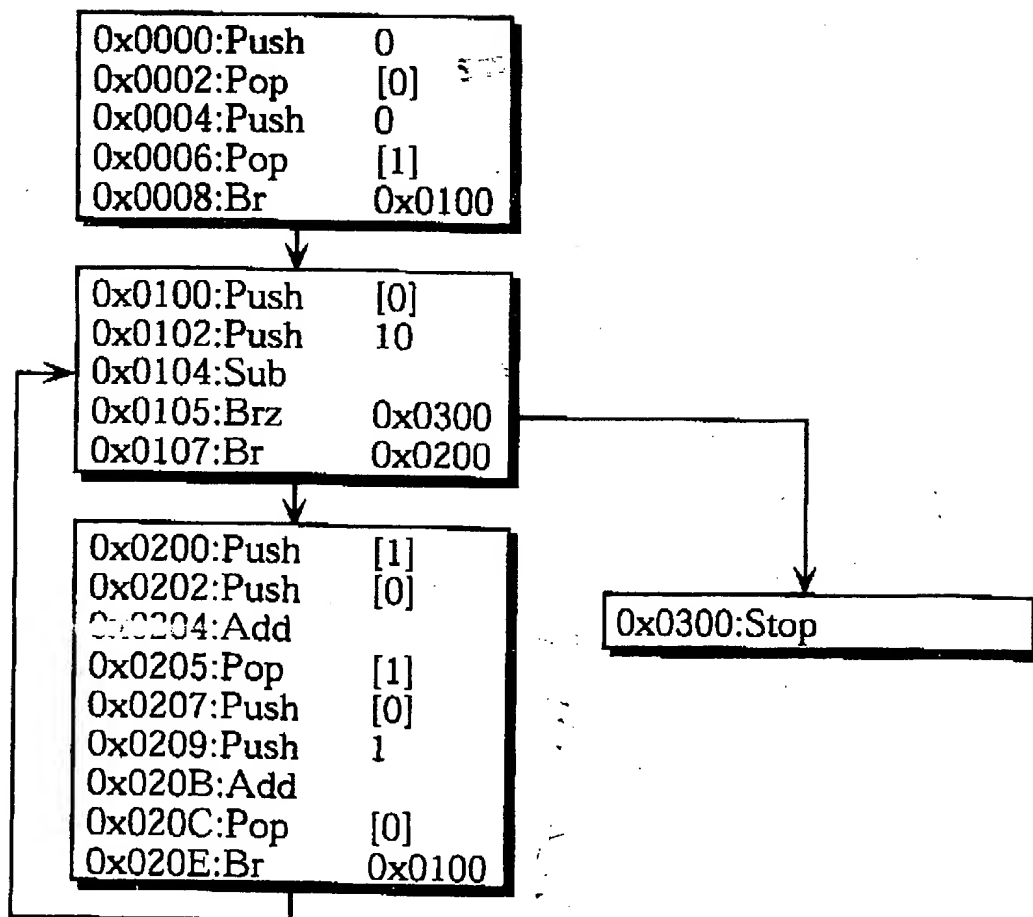 0x0000:Push 0
0x0002:Pop [0]
0x0004:Push 0
0x0006:Pop [1]
0x0008:Br 0x0100
0x0100:Push [0]
0x0102:Push 10
0x0104:Sub
0x0105:Brz 0x0300
0x0107:Br 0x0200
0x0200:Push [1]
0x0202:Push [0]
0x0204:Add
0x0205:Pop [1]
0x0207:Push [0]
0x0209:Push 1
0x020B:Add
0x020C:Pop [0]
0x020E:Br 0x0100
0x0300:Stop